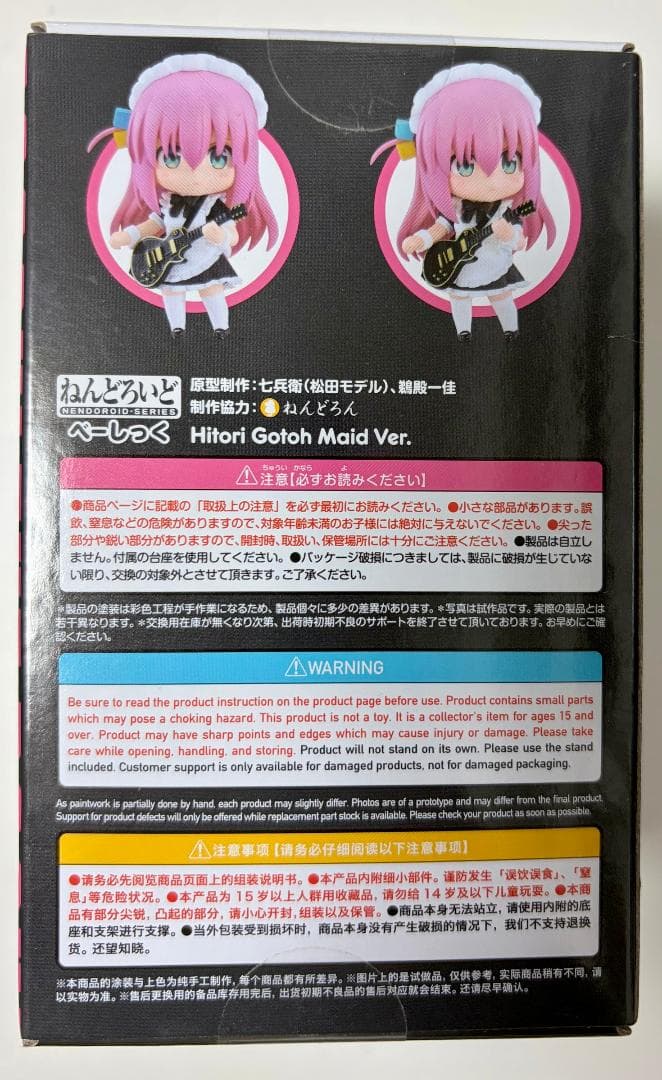 ねんどろいど
NENDOROID-SERIES
べーしっく
原型制作：七兵衛（松田モデル）、鵜殿一佳
制作協力：ねんどろん
Hitori Gotoh Maid Ver.
ちゅうい かなら よ
⚠注意【必ずお読みください】
●商品ページに記載の「取扱上の注意」を必ず最初にお読みください。●小さな部品があります。誤
飲、窒息などの危険がありますので、対象年齢未満のお子様には絶対に与えないでください。●尖った
部分や鋭い部分がありますので、開封時、取扱い、保管場所には十分にご注意ください。●製品は自立し
ません。付属の台座を使用してください。●パッケージ破損につきましては、製品に破損が生じていな
い限り、交換の対象外とさせて頂きます。ご了承ください。
＊製品の塗装は彩色工程が手作業になるため、製品個々に多少の差異があります。＊写真は試作品です。実際の製品とは
若干異なります。＊交換用在庫が無くなり次第、出荷時初期不良のサポートを終了させて頂いております。お早めにご確
認ください。
⚠WARNING
Be sure to read the product instruction on the product page before use. Product contains small parts
which may pose a choking hazard. This product is not a toy. It is a collector's item for ages 15 and
over. Product may have sharp points and edges which may cause injury or damage. Please take
care while opening, handling, and storing. Product will not stand on its own. Please use the stand
included. Customer support is only available for damaged products, not for damaged packaging.
As paintwork is partially done by hand, each product may slightly differ. Photos are of a prototype and may differ from the final product
Support for product defects will only be offered while replacement part stock is available. Please check your product as soon as possible.
⚠注意事项【请务必仔细阅读以下注意事项】
●请务必先阅览商品页面上的组装说明书。●本产品内附细小部件。谨防发生「误饮误食」、「窒
息」等危险状况。●本产品为 15 岁以上人群用收藏品，请勿给 14 岁及以下儿童玩耍。●本商
品有部分尖锐，凸起的部分，请小心开封，组装以及保管。●商品本身无法站立，请使用内附的底
座和支架进行支撑。●当外包装受到损坏时，商品本身没有产生破损的情况下，我们不支持退换
货。还望知晓。
※本商品的涂装与上色为纯手工制作，每个商品都有所差异。※图片上的是试做品，仅供参考，实际商品稍有不同，请
以实物为准。※售后更换用的备品库存用完后，出货初期不良品的售后对应就会结束。还请尽早确认。